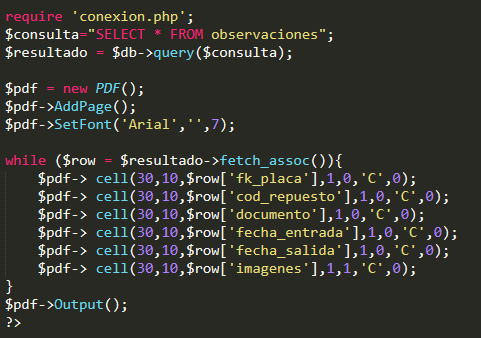 require 'conexion.php';
$consulta="SELECT * FROM observaciones";
$resultado = $db->query($consulta);
$pdf = new PDF();
$pdf->AddPage();
$pdf->SetFont('Arial','',7);
while ($row = $resultado->fetch_assoc()){
$pdf-> cell(30,10,$row['fk_placa'],1,0,'C',0);
$pdf-> cell(30,10,$row['cod_repuesto'],1,0,'C',0);
$pdf-> cell(30,10,$row['documento'],1,0,'C',0);
$pdf-> cell(30,10,$row['fecha_entrada'],1,0,'C',0);
$pdf-> cell(30,10,$row['fecha_salida'],1,0,'C',0);
$pdf-> cell(30,10,$row['imagenes'],1,1,'C',0);
}
$pdf->Output();
?>